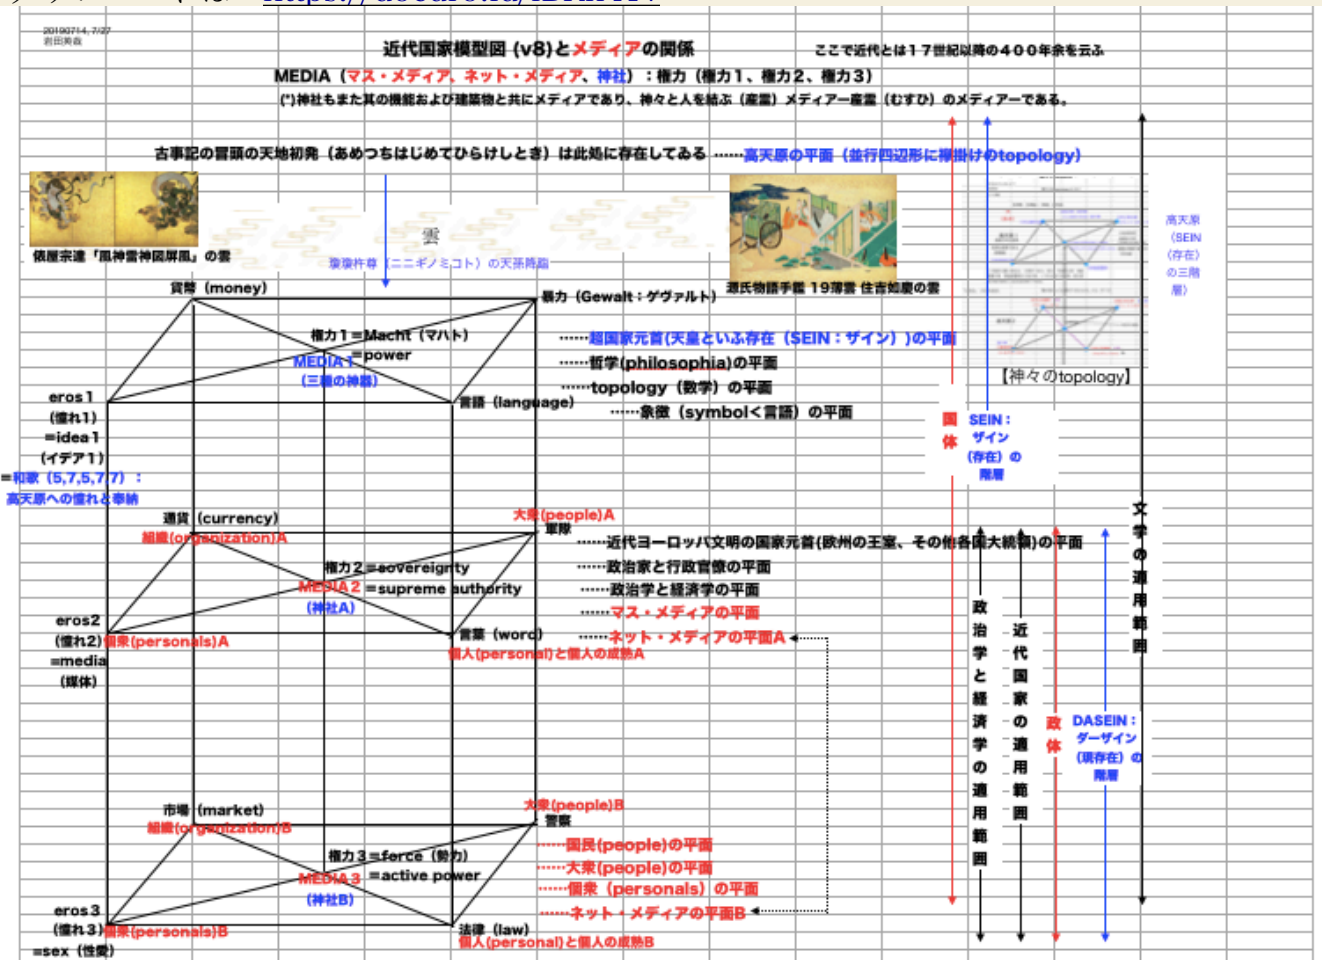 https://
20190714, 7/27
岩田英哉
近代国家模型図 (v8)とメディアの関係
ここで近代とは17世紀以降の400年余を云ふ
MEDIA（マス・メディア、ネット・メディア、神社）：権力（権力1、権力2、権力3）
(*)神社もまた其の機能および建築物と共にメディアであり、神々と人を結ぶ（産霊）メディアー産霊（むすひ）のメディアーである。
古事記の冒頭の天地初発（あめつちはじめてひらけしとき）は此処に存在してゐる ……高天原の平面（並行四辺形に襷掛けのtopology）
雲
俵屋宗達「風神雷神図屏風」の雲
瓊瓊杵尊（ニニギノミコト）の天孫降臨
源氏物語手鑑 19薄雲 住吉如慶の雲
高天原
（SEIN
（存在）
の三階
層）
【神々のtopology】
貨幣（money)
暴力（Gewalt：ゲヴァルト）
権力1＝Macht（マハト）
＝power
MEDIA1
（三種の神器）
……超国家元首(天皇といふ存在（SEIN：ザイン）)の平面
……哲学(philosophia)の平面
……topology（数学）の平面
……象徴（symbol＜言語）の平面
eros1
(憧れ1)
＝idea1
(イデア1)
＝和歌（5,7,5,7,7）：
高天原への憧れと奉納
言語（language)
国体
SEIN：
ザイン
（存在）の
階層
文学の適用範囲
通貨（currency)
組織(organization)A
大衆(people)A
軍隊
権力2＝sovereignty
＝supreme authority
MEDIA2
（神社A）
……近代ヨーロッパ文明の国家元首(欧州の王室、その他各国大統領)の平面
……政治家と行政官僚の平面
……政治学と経済学の平面
……マス・メディアの平面
……ネット・メディアの平面A
eros2
(憧れ2)
個衆(personals)A
＝media
(媒体)
言葉（word)
個人(personal)と個人の成熟A
政治学と経済学の適用範囲
近代国家の適用範囲
政体
DASEIN：
ダーザイン
（現存在）の
階層
市場（market)
組織(organization)B
大衆(people)B
警察
権力3＝force（勢力）
＝active power
MEDIA3
（神社B）
……国民(people)の平面
……大衆(people)の平面
……個衆（personals）の平面
……ネット・メディアの平面B
eros3
(憧れ3)
個衆(personals)B
＝sex（性愛）
法律（law)
個人(personal)と個人の成熟B